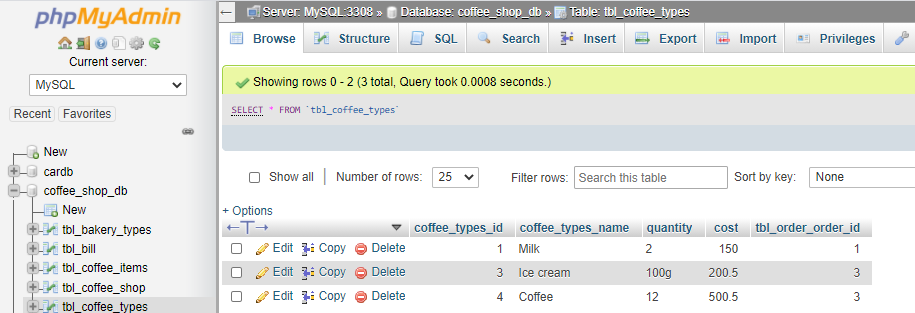 phpMyAdmin
Current server:
MySQL
Recent Favorites
New
cardb
coffee_shop_db
New
tbl_bakery_types
tbl_bill
tbl_coffee_items
tbl_coffee_shop
tbl_coffee_types
Server: MySQL:3308 » Database: coffee_shop_db » Table: tbl_coffee_types
Browse Structure SQL Search Insert Export Import Privileges
Showing rows 0 - 2 (3 total, Query took 0.0008 seconds.)
SELECT * FROM `tbl_coffee_types`
Show all | Number of rows: 25 Filter rows: Search this table Sort by key: None
+ Options
←T→ coffee_types_id coffee_types_name quantity cost tbl_order_order_id
Edit Copy Delete 1 Milk 2 150 1
Edit Copy Delete 3 Ice cream 100g 200.5 3
Edit Copy Delete 4 Coffee 12 500.5 3